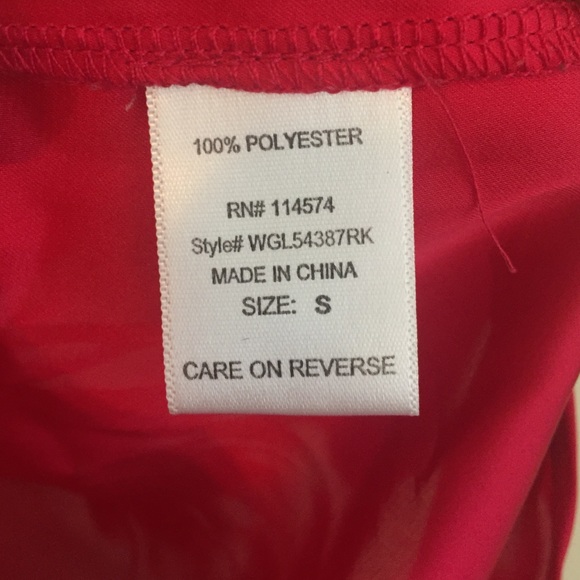 100% POLYESTER
RN# 114574
Style# WGL54387RK
MADE IN CHINA
SIZE: S
CARE ON REVERSE